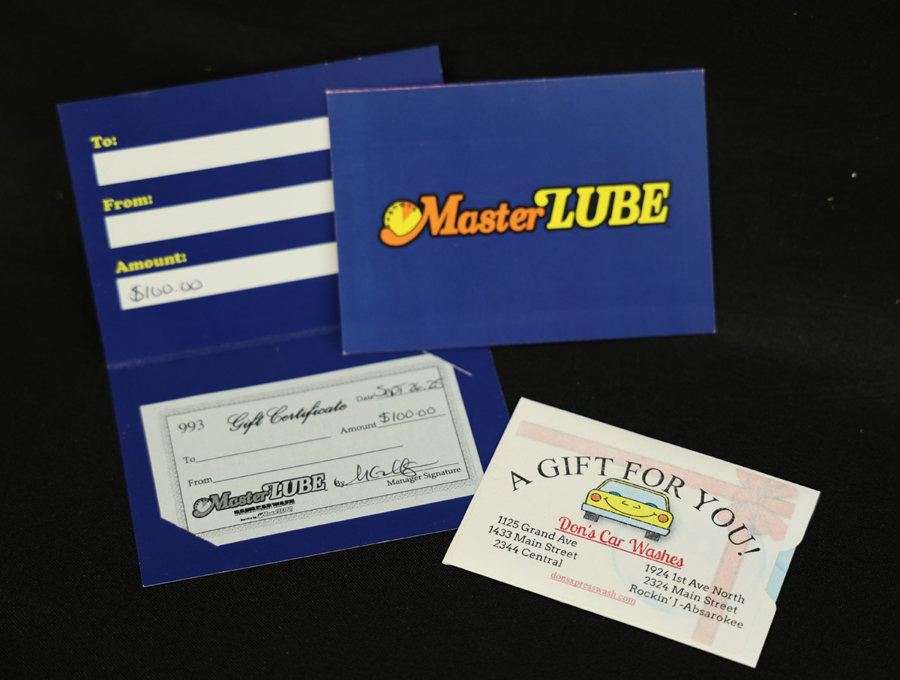 To:
From:
Amount:
$100.00
MasterLUBE
993
Gift Certificate
Date Sept 26, 25
Amount $100.00
To
From
MasterLUBE
By
Manager Signature
A GIFT FOR YOU!
Don's Car Washes
1125 Grand Ave
1433 Main Street
2344 Central
1924 1st Ave North
2324 Main Street
Rockin' J -Absarokee
donsxpresswash.com